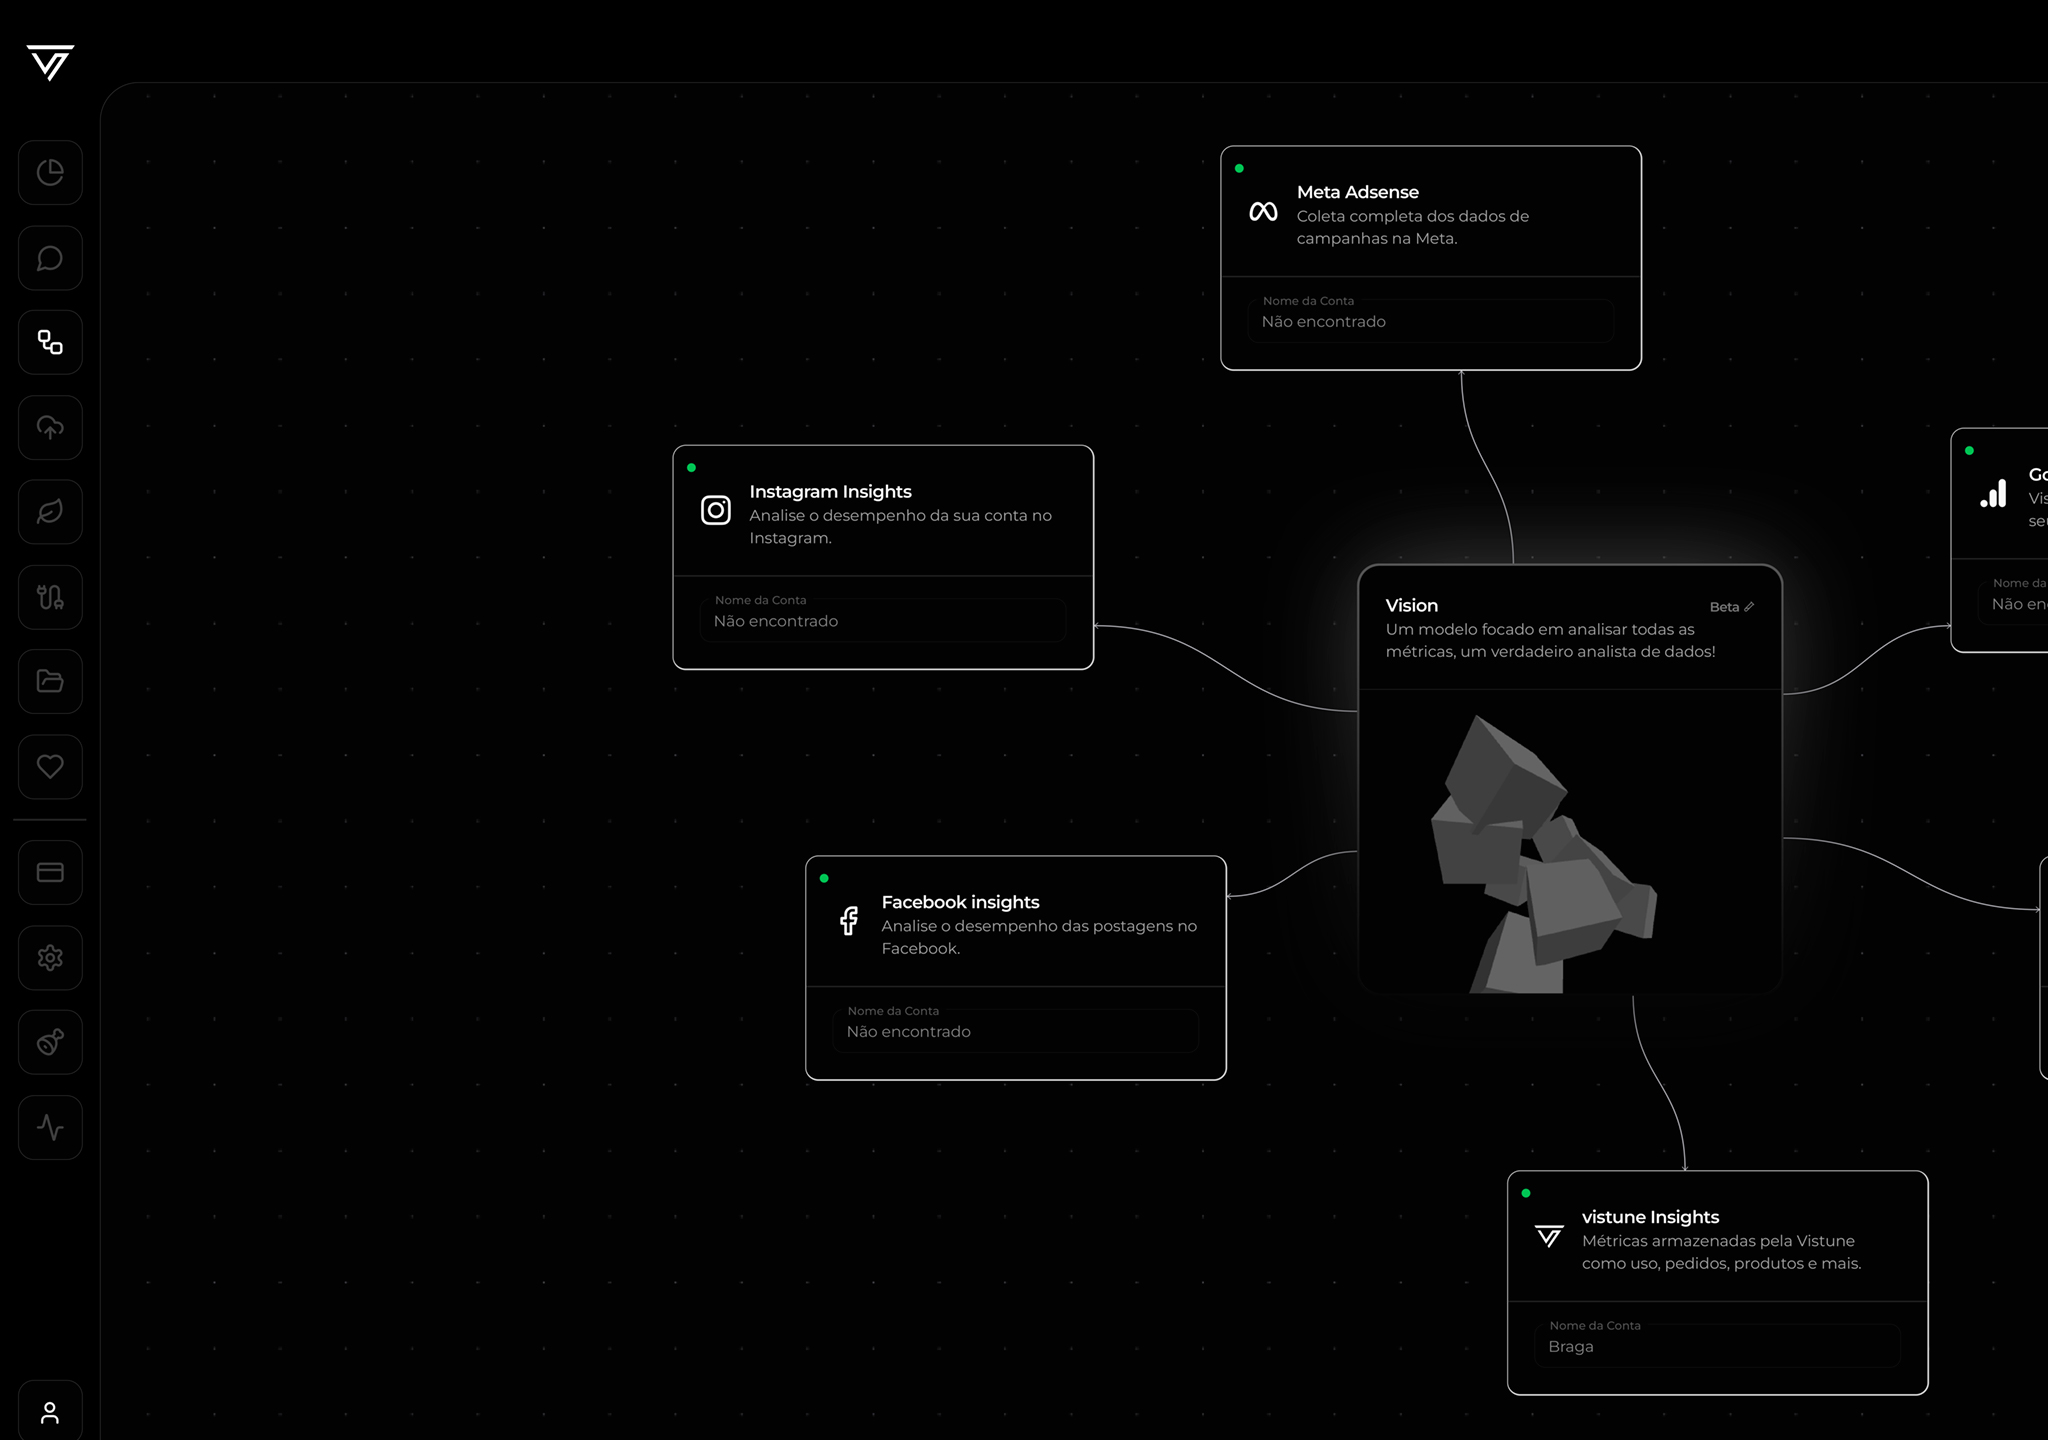 Meta Adsense
Coleta completa dos dados de
campanhas na Meta.
Nome da Conta
Não encontrado
Instagram Insights
Analise o desempenho da sua conta no
Instagram.
Nome da Conta
Não encontrado
Vision
Beta
Um modelo focado em analisar todas as
métricas, um verdadeiro analista de dados!
Go
Vis
seu
Nome da
Não en
Facebook insights
Analise o desempenho das postagens no
Facebook.
Nome da Conta
Não encontrado
vistune Insights
Métricas armazenadas pela Vistune
como uso, pedidos, produtos e mais.
Nome da Conta
Braga